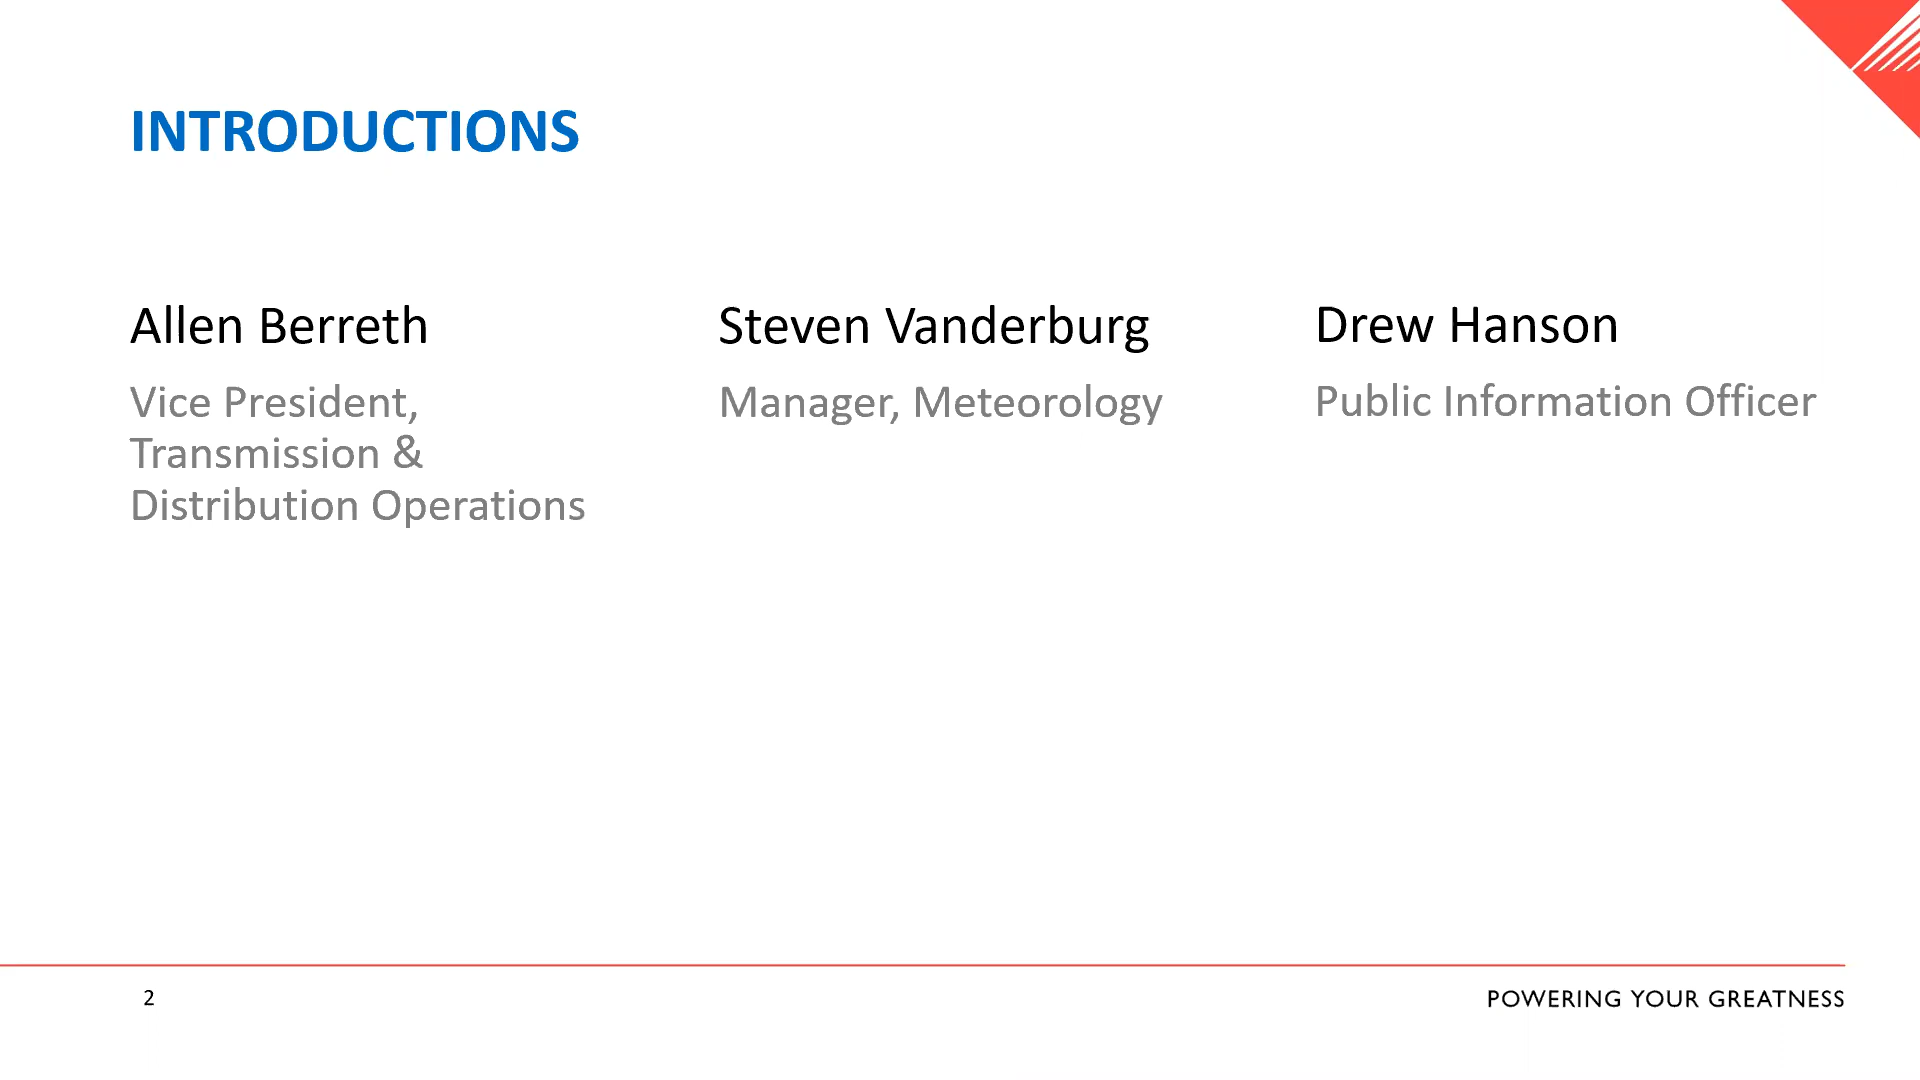 INTRODUCTIONS
Allen Berreth
Vice President,
Transmission &
Distribution Operations
Steven Vanderburg
Manager, Meteorology
Drew Hanson
Public Information Officer
2
POWERING YOUR GREATNESS